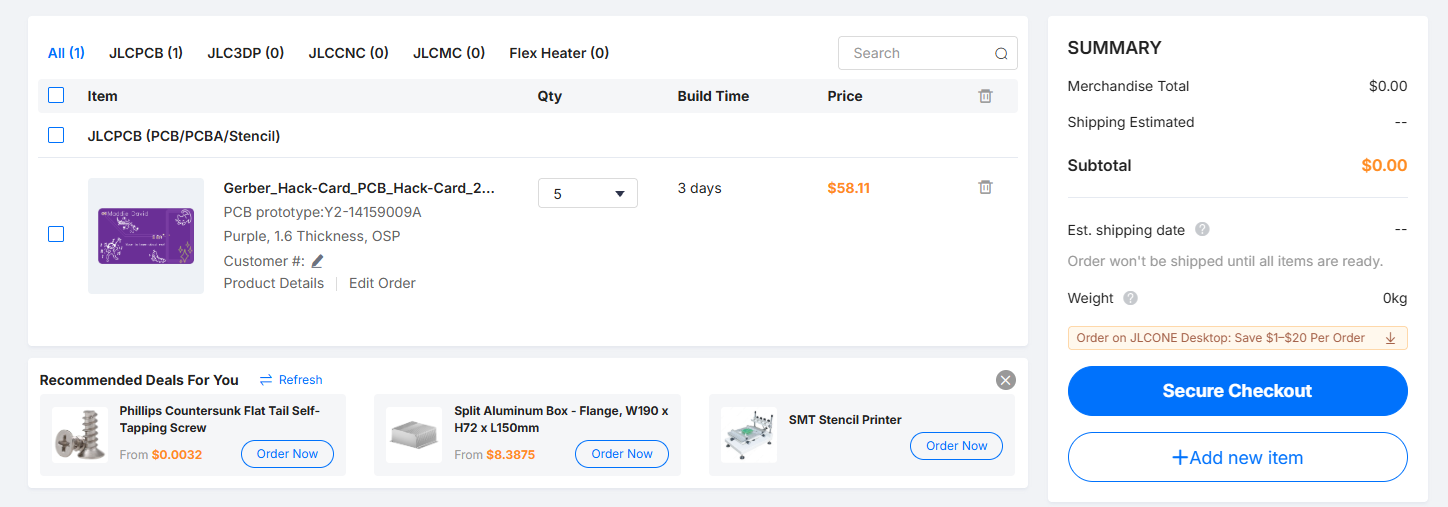 All (1) JLCPCB (1) JLC3DP (0) JLCCNC (0) JLCMC (0) Flex Heater (0) Search
Item Qty Build Time Price
JLCPCB (PCB/PCBA/Stencil)
Gerber_Hack-Card_PCB_Hack-Card_2... 5 3 days $58.11
PCB prototype:Y2-14159009A
Purple, 1.6 Thickness, OSP
Customer #:
Product Details Edit Order
Maddie David
Recommended Deals For You Refresh
Phillips Countersunk Flat Tail Self-
Tapping Screw
From $0.0032 Order Now
Split Aluminum Box - Flange, W190 x
H72 x L150mm
From $8.3875 Order Now
SMT Stencil Printer
Order Now
SUMMARY
Merchandise Total $0.00
Shipping Estimated --
Subtotal $0.00
Est. shipping date ? --
Order won't be shipped until all items are ready.
Weight ? 0kg
Order on JLCONE Desktop: Save $1–$20 Per Order
Secure Checkout
+Add new item